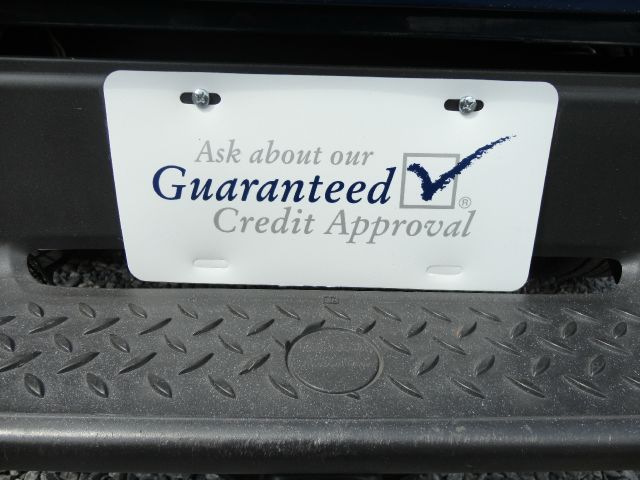 Ask about our
Guaranteed
®
Credit Approval